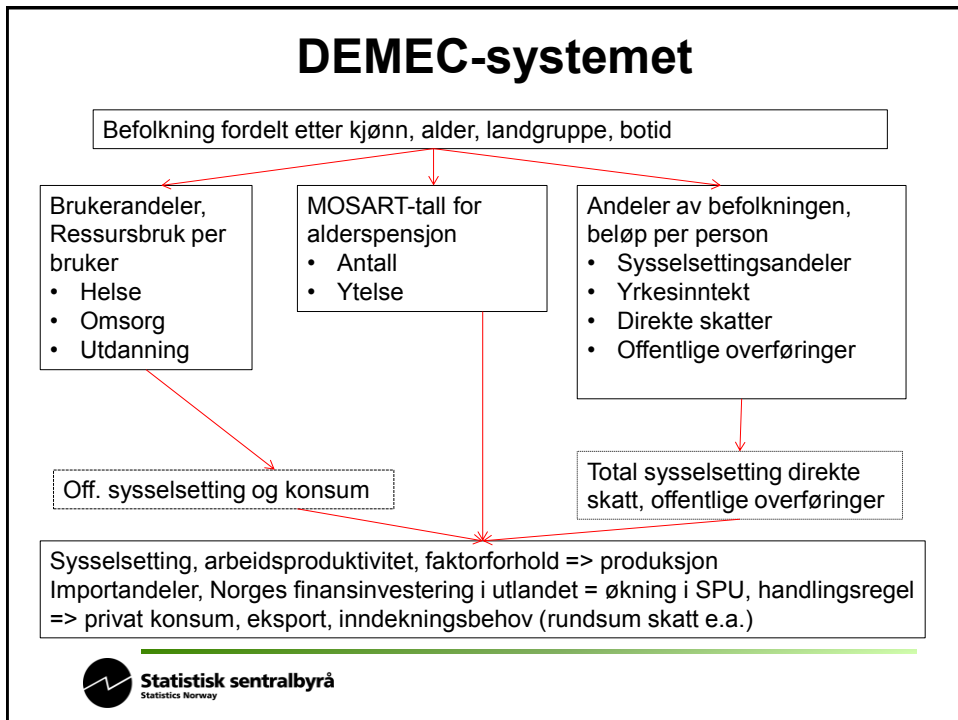 DEMEC-systemet
Befolkning fordelt etter kjønn, alder, landgruppe, botid
Brukerandeler,
Ressursbruk per
bruker
• Helse
• Omsorg
• Utdanning
MOSART-tall for
alderspensjon
• Antall
• Ytelse
Andeler av befolkningen,
beløp per person
• Sysselsettingsandeler
• Yrkesinntekt
• Direkte skatter
• Offentlige overføringer
Off. sysselsetting og konsum
Total sysselsetting direkte
skatt, offentlige overføringer
Sysselsetting, arbeidsproduktivitet, faktorforhold => produksjon
Importandeler, Norges finansinvestering i utlandet = økning i SPU, handlingsregel
=> privat konsum, eksport, inndekningsbehov (rundsum skatt e.a.)
Statistisk sentralbyrå
Statistics Norway